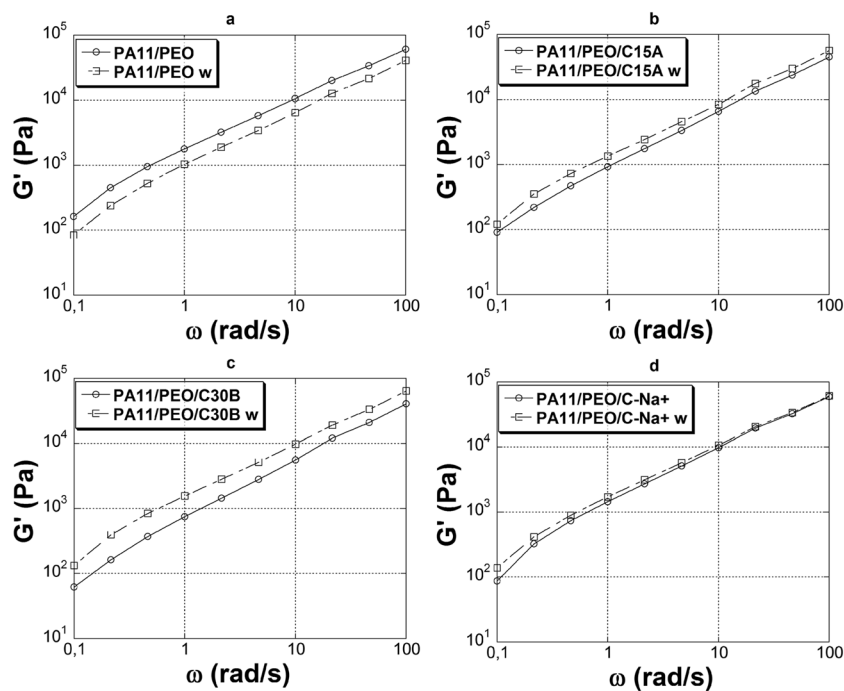 a
PA11/PEO
PA11/PEO w
10^5
10^4
10^3
10^2
10^1
G' (Pa)
0,1
1
10
100
ω (rad/s)
b
PA11/PEO/C15A
PA11/PEO/C15A w
10^5
10^4
10^3
10^2
10^1
G' (Pa)
0,1
1
10
100
ω (rad/s)
c
PA11/PEO/C30B
PA11/PEO/C30B w
10^5
10^4
10^3
10^2
10^1
G' (Pa)
0,1
1
10
100
ω (rad/s)
d
PA11/PEO/C-Na+
PA11/PEO/C-Na+ w
10^5
10^4
10^3
10^2
10^1
G' (Pa)
0,1
1
10
100
ω (rad/s)